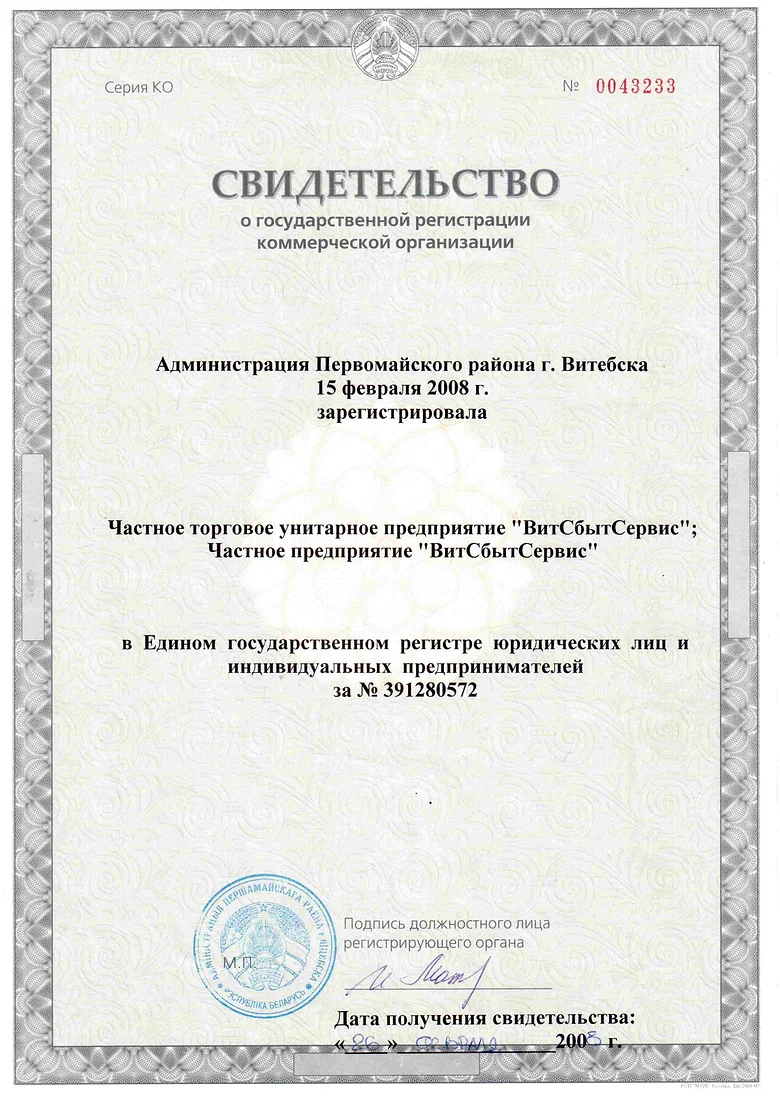 Серия КО
№ 0043233
СВИДЕТЕЛЬСТВО
о государственной регистрации
коммерческой организации
Администрация Первомайского района г. Витебска
15 февраля 2008 г.
зарегистрировала
Частное торговое унитарное предприятие "ВитСбытСервис";
Частное предприятие "ВитСбытСервис"
в Едином государственном регистре юридических лиц и
индивидуальных предпринимателей
за № 391280572
АДМІНІСТРАЦЫЯ ПЕРШАМАЙСКАГА РАЁНА г. ВІЦЕБСКА
РЭСПУБЛІКА БЕЛАРУСЬ
М.П.
Подпись должностного лица
регистрирующего органа
Дата получения свидетельства:
«26» февраля 2008 г.